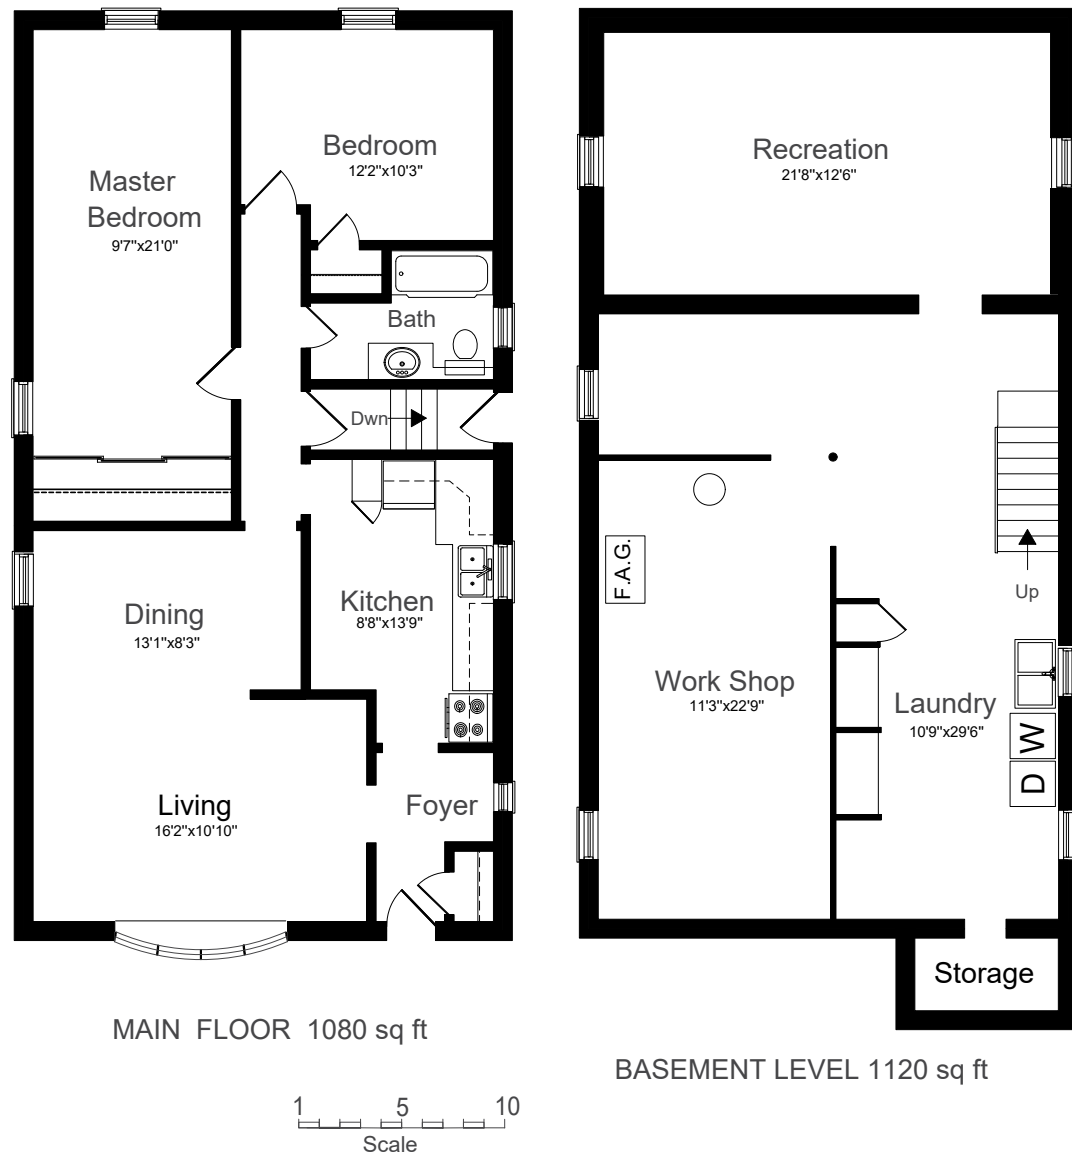 Master
Bedroom
9'7"x21'0"
Bedroom
12'2"x10'3"
Bath
Dwn
Kitchen
8'8"x13'9"
Dining
13'1"x8'3"
Living
16'2"x10'10"
Foyer
MAIN FLOOR 1080 sq ft
1 5 10
Scale
Recreation
21'8"x12'6"
F.A.G.
Up
Work Shop
11'3"x22'9"
Laundry
10'9"x29'6"
W
D
Storage
BASEMENT LEVEL 1120 sq ft